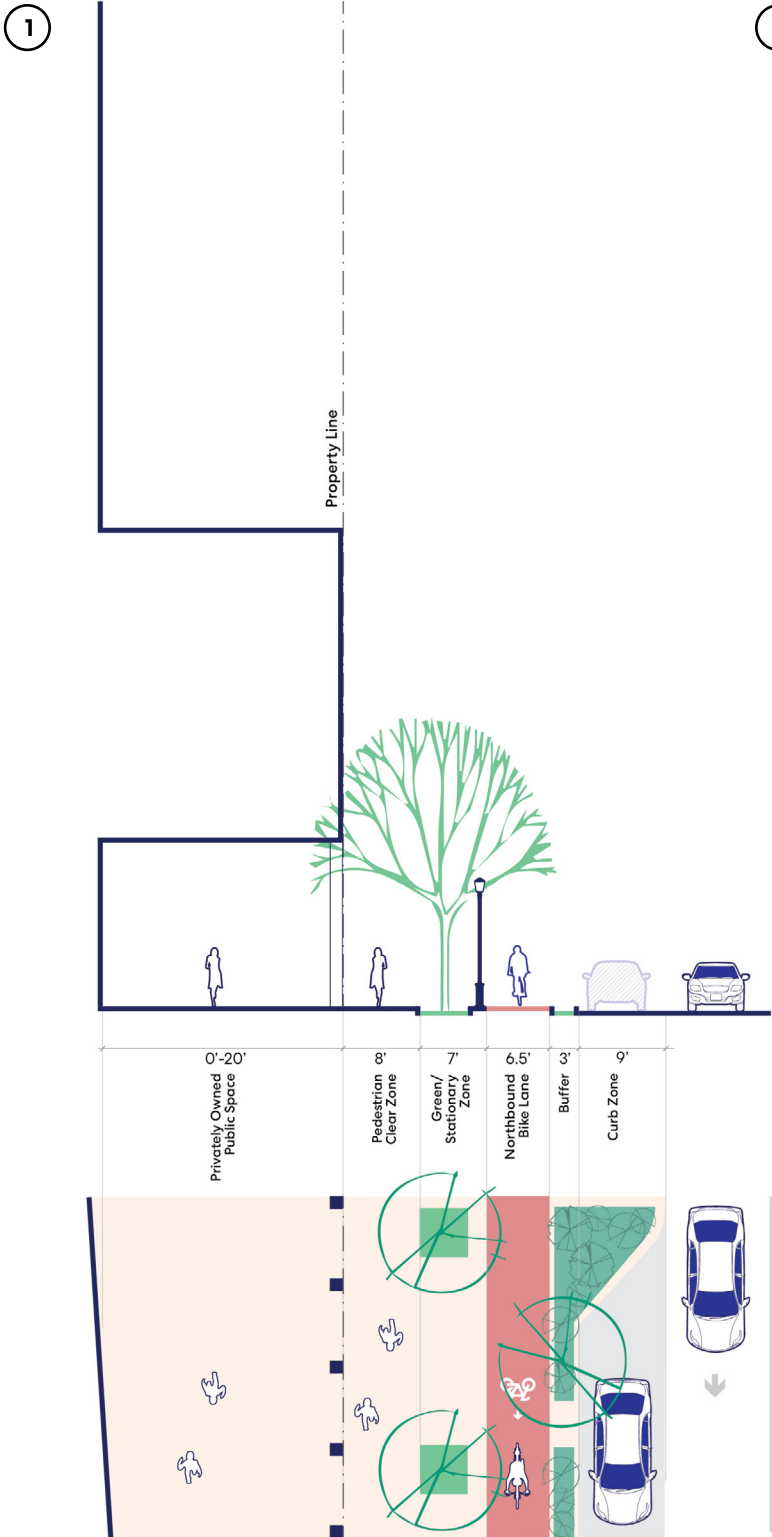 1
Property Line
0'-20'
8'
7'
6.5'
3'
9'
Privately Owned
Public Space
Pedestrian
Clear Zone
Green/
Stationary
Zone
Northbound
Bike Lane
Buffer
Curb Zone